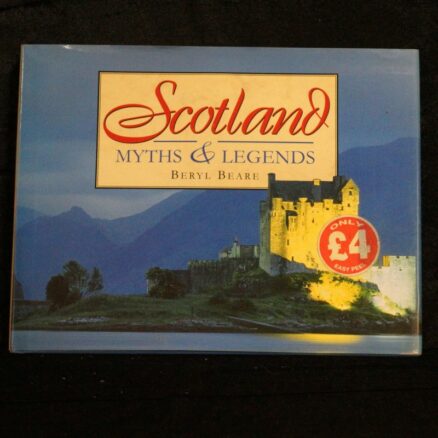 Scotland
MYTHS & LEGENDS
BERYL BEARE
ONLY
£4
EASY PEEL